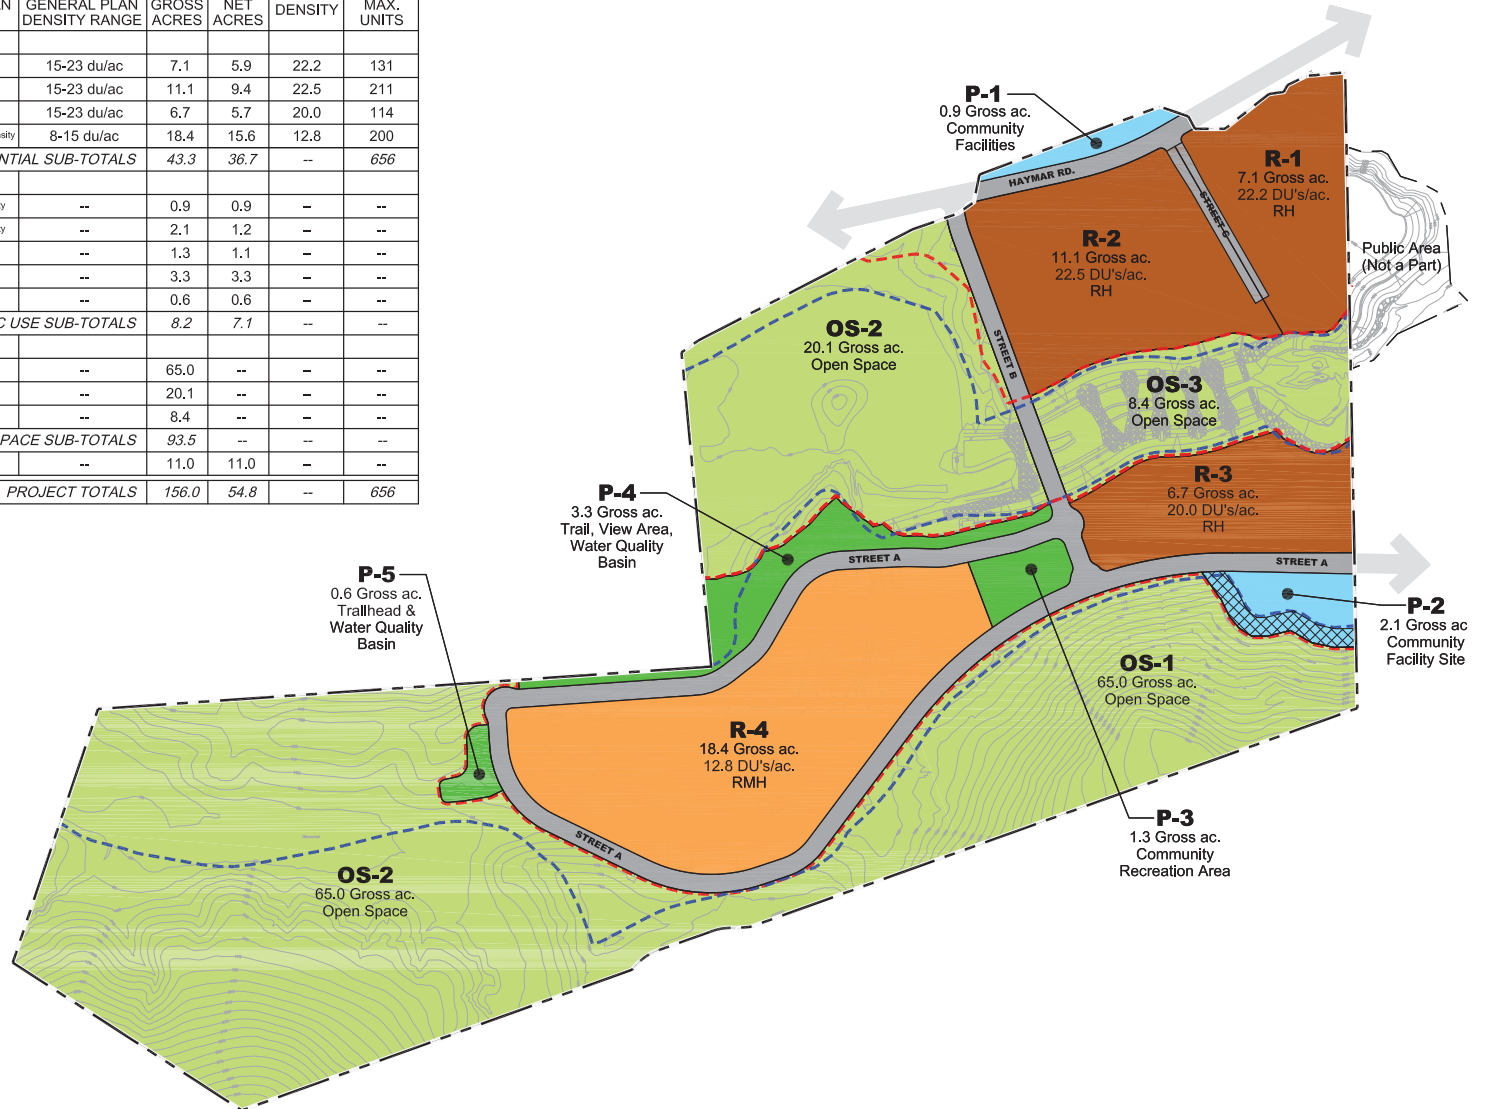 GENERAL PLAN DENSITY RANGE GROSS ACRES NET ACRES DENSITY MAX. UNITS
15-23 du/ac 7.1 5.9 22.2 131
15-23 du/ac 11.1 9.4 22.5 211
15-23 du/ac 6.7 5.7 20.0 114
8-15 du/ac 18.4 15.6 12.8 200
SUB-TOTALS 43.3 36.7 -- 656
-- 0.9 0.9 – --
-- 2.1 1.2 – --
-- 1.3 1.1 – --
-- 3.3 3.3 – --
-- 0.6 0.6 – --
USE SUB-TOTALS 8.2 7.1 -- --
-- 65.0 -- – --
-- 20.1 -- – --
-- 8.4 -- – --
SUB-TOTALS 93.5 -- -- --
-- 11.0 11.0 – --
PROJECT TOTALS 156.0 54.8 -- 656
P-1
0.9 Gross ac.
Community
Facilities
HAYMAR RD.
R-1
7.1 Gross ac.
22.2 DU's/ac.
RH
STREET C
R-2
11.1 Gross ac.
22.5 DU's/ac.
RH
Public Area
(Not a Part)
OS-2
20.1 Gross ac.
Open Space
STREET B
OS-3
8.4 Gross ac.
Open Space
R-3
6.7 Gross ac.
20.0 DU's/ac.
RH
P-4
3.3 Gross ac.
Trail, View Area,
Water Quality
Basin
STREET A
STREET A
P-5
0.6 Gross ac.
Trailhead &
Water Quality
Basin
P-2
2.1 Gross ac
Community
Facility Site
OS-1
65.0 Gross ac.
Open Space
R-4
18.4 Gross ac.
12.8 DU's/ac.
RMH
P-3
1.3 Gross ac.
Community
Recreation Area
STREET A
OS-2
65.0 Gross ac.
Open Space